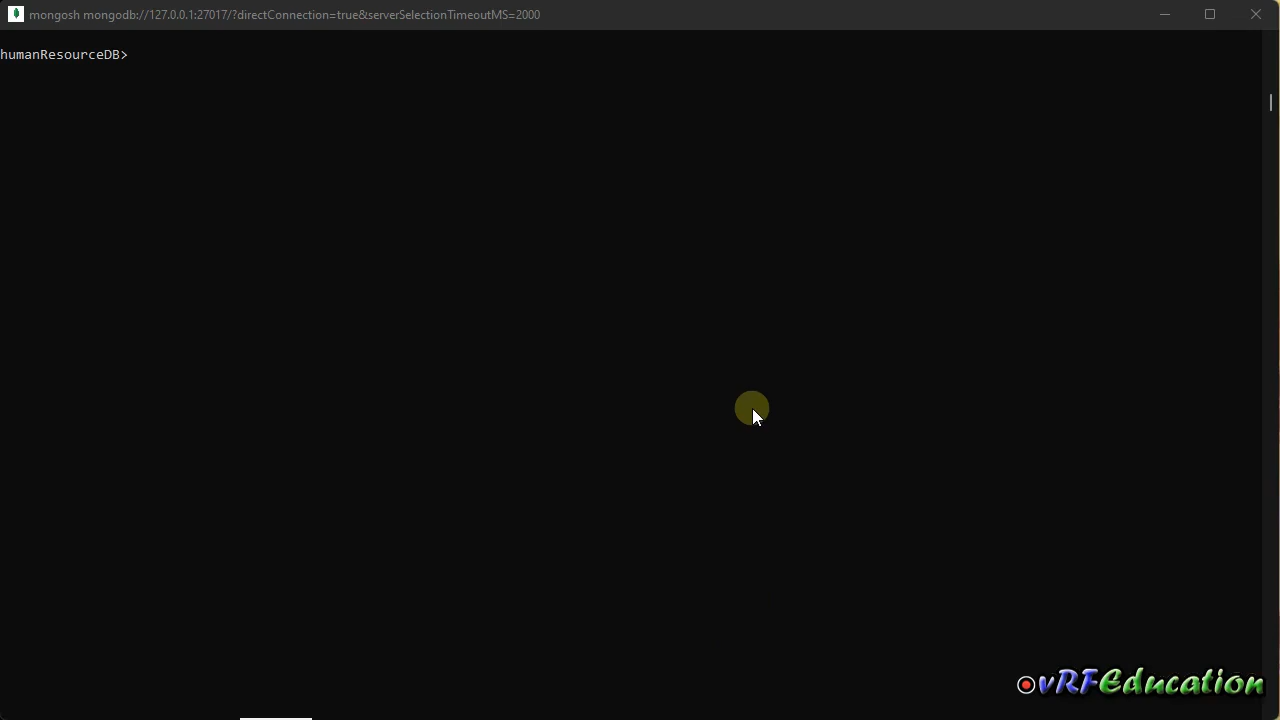 mongosh mongodb://127.0.0.1:27017/?directConnection=true&serverSelectionTimeoutMS=2000
humanResourceDB>
vRFEducation